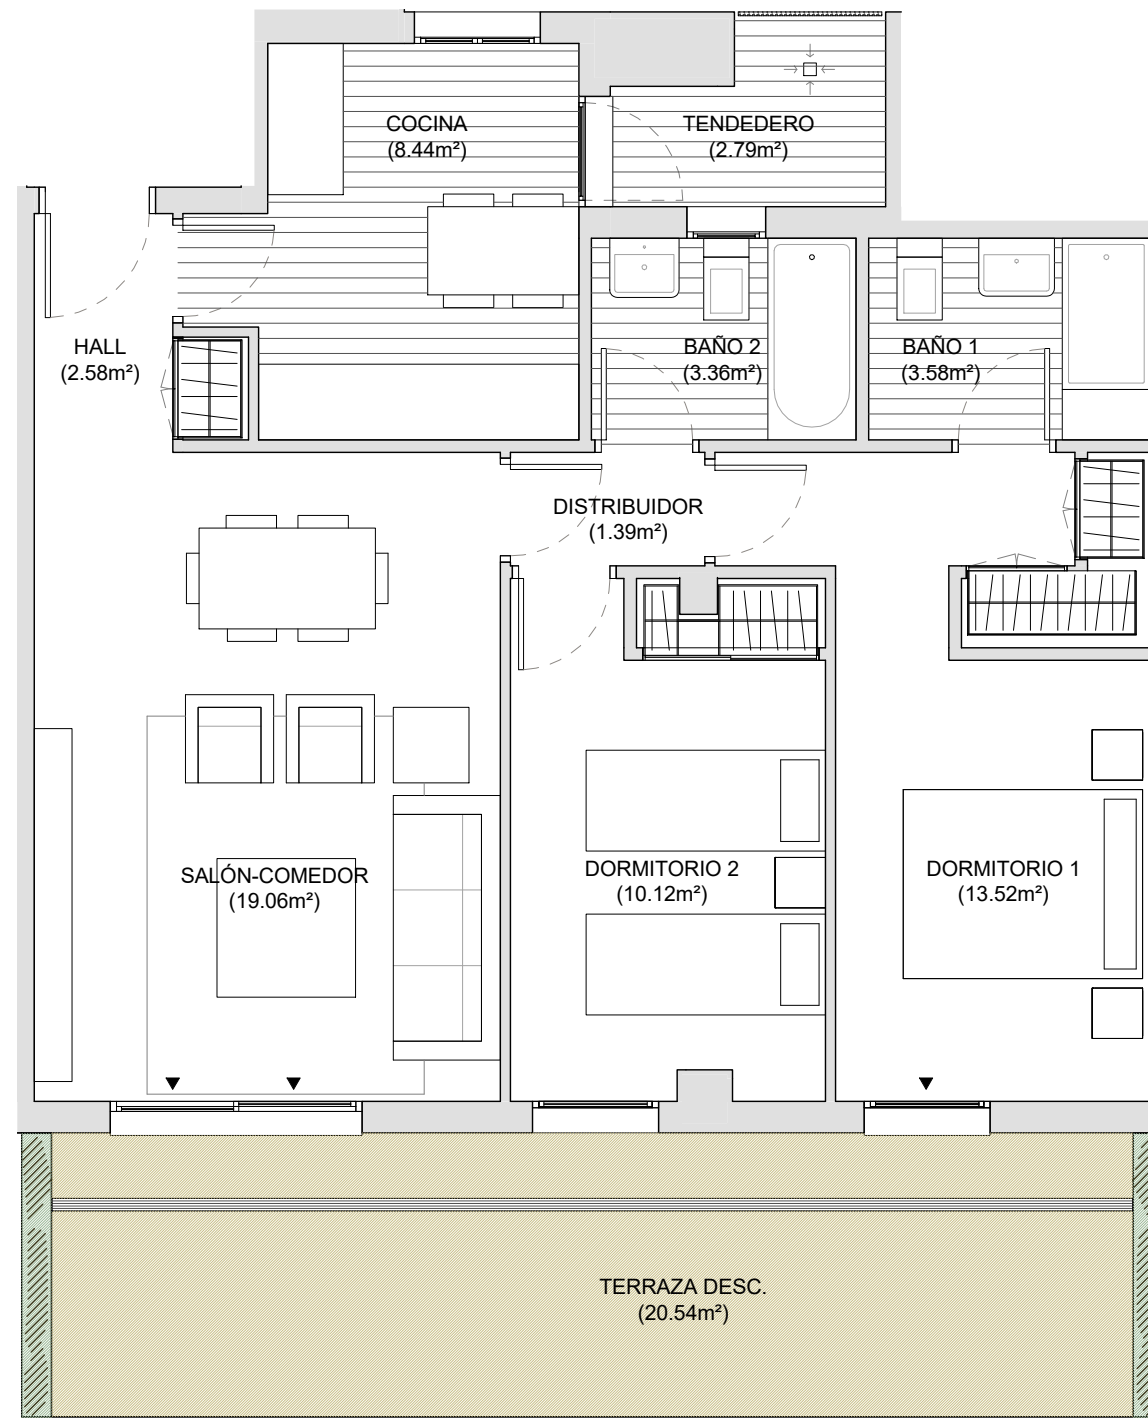 COCINA
(8.44m²)
TENDEDERO
(2.79m²)
HALL
(2.58m²)
BAÑO 2
(3.36m²)
BAÑO 1
(3.58m²)
DISTRIBUIDOR
(1.39m²)
SALÓN-COMEDOR
(19.06m²)
DORMITORIO 2
(10.12m²)
DORMITORIO 1
(13.52m²)
TERRAZA DESC.
(20.54m²)